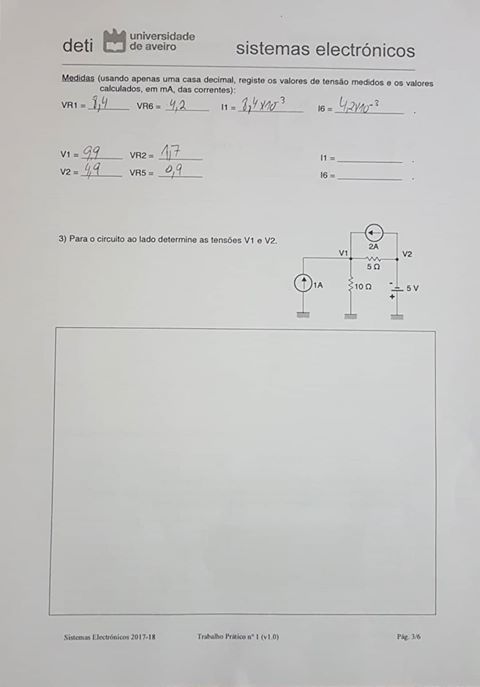 deti universidade de aveiro sistemas electrónicos
Medidas (usando apenas uma casa decimal, registe os valores de tensão medidos e os valores
calculados, em mA, das correntes):
VR1 = 8,4 VR6 = 4,2 I1 = 8,4×10⁻³ . I6 = 4,2×10⁻³ .
V1 = 9,9 VR2 = 1,7 I1 = .
V2 = 4,9 VR5 = 0,9 I6 = .
3) Para o circuito ao lado determine as tensões V1 e V2.
2A
V1 V2
5 Ω
1A 10 Ω - 5 V
+
Sistemas Electrónicos 2017-18 Trabalho Prático nº 1 (v1.0) Pág. 3/6